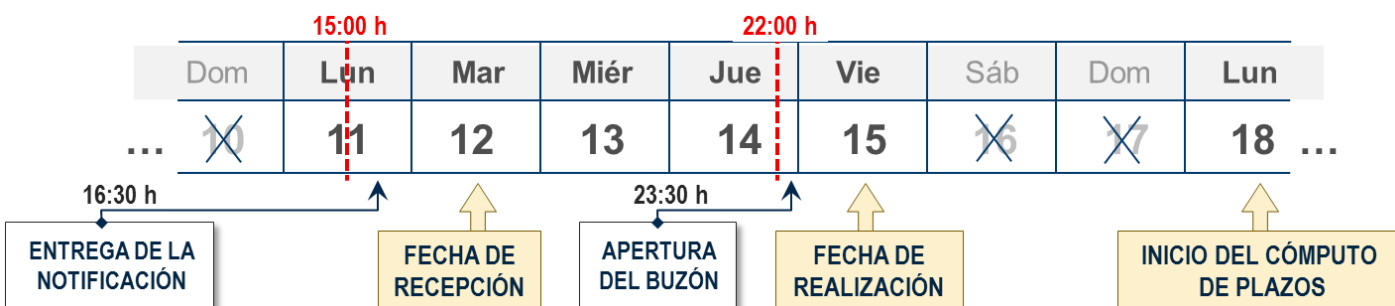 15:00 h 22:00 h
Dom Lun Mar Miér Jue Vie Sáb Dom Lun
... 10 11 12 13 14 15 16 17 18 ...
16:30 h 23:30 h
ENTREGA DE LA
NOTIFICACIÓN
FECHA DE
RECEPCIÓN
APERTURA
DEL BUZÓN
FECHA DE
REALIZACIÓN
INICIO DEL CÓMPUTO
DE PLAZOS